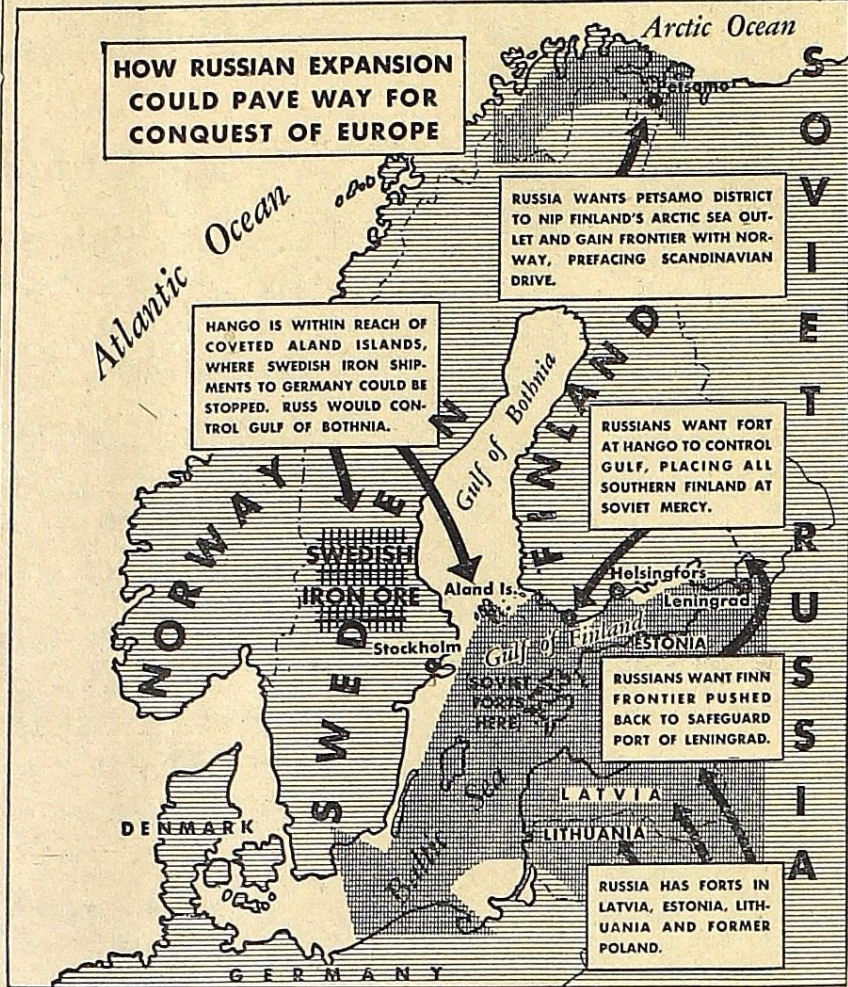 Arctic Ocean
HOW RUSSIAN EXPANSION
COULD PAVE WAY FOR
CONQUEST OF EUROPE
Petsamo
SOVIET
RUSSIA
RUSSIA WANTS PETSAMO DISTRICT
TO NIP FINLAND'S ARCTIC SEA OUT-
LET AND GAIN FRONTIER WITH NOR-
WAY, PREFACING SCANDINAVIAN
DRIVE.
Atlantic Ocean
HANGO IS WITHIN REACH OF
COVETED ALAND ISLANDS,
WHERE SWEDISH IRON SHIP-
MENTS TO GERMANY COULD BE
STOPPED. RUSS WOULD CON-
TROL GULF OF BOTHNIA.
Gulf of Bothnia
FINLAND
RUSSIANS WANT FORT
AT HANGO TO CONTROL
GULF, PLACING ALL
SOUTHERN FINLAND AT
SOVIET MERCY.
NORWAY
SWEDEN
SWEDISH
IRON ORE
Aland Is.
Helsingfors
Leningrad
Gulf of Finland
ESTONIA
Stockholm
SOVIET
FORTS
HERE
RUSSIANS WANT FINN
FRONTIER PUSHED
BACK TO SAFEGUARD
PORT OF LENINGRAD.
Baltic Sea
LATVIA
LITHUANIA
DENMARK
RUSSIA HAS FORTS IN
LATVIA, ESTONIA, LITH-
UANIA AND FORMER
POLAND.
GERMANY